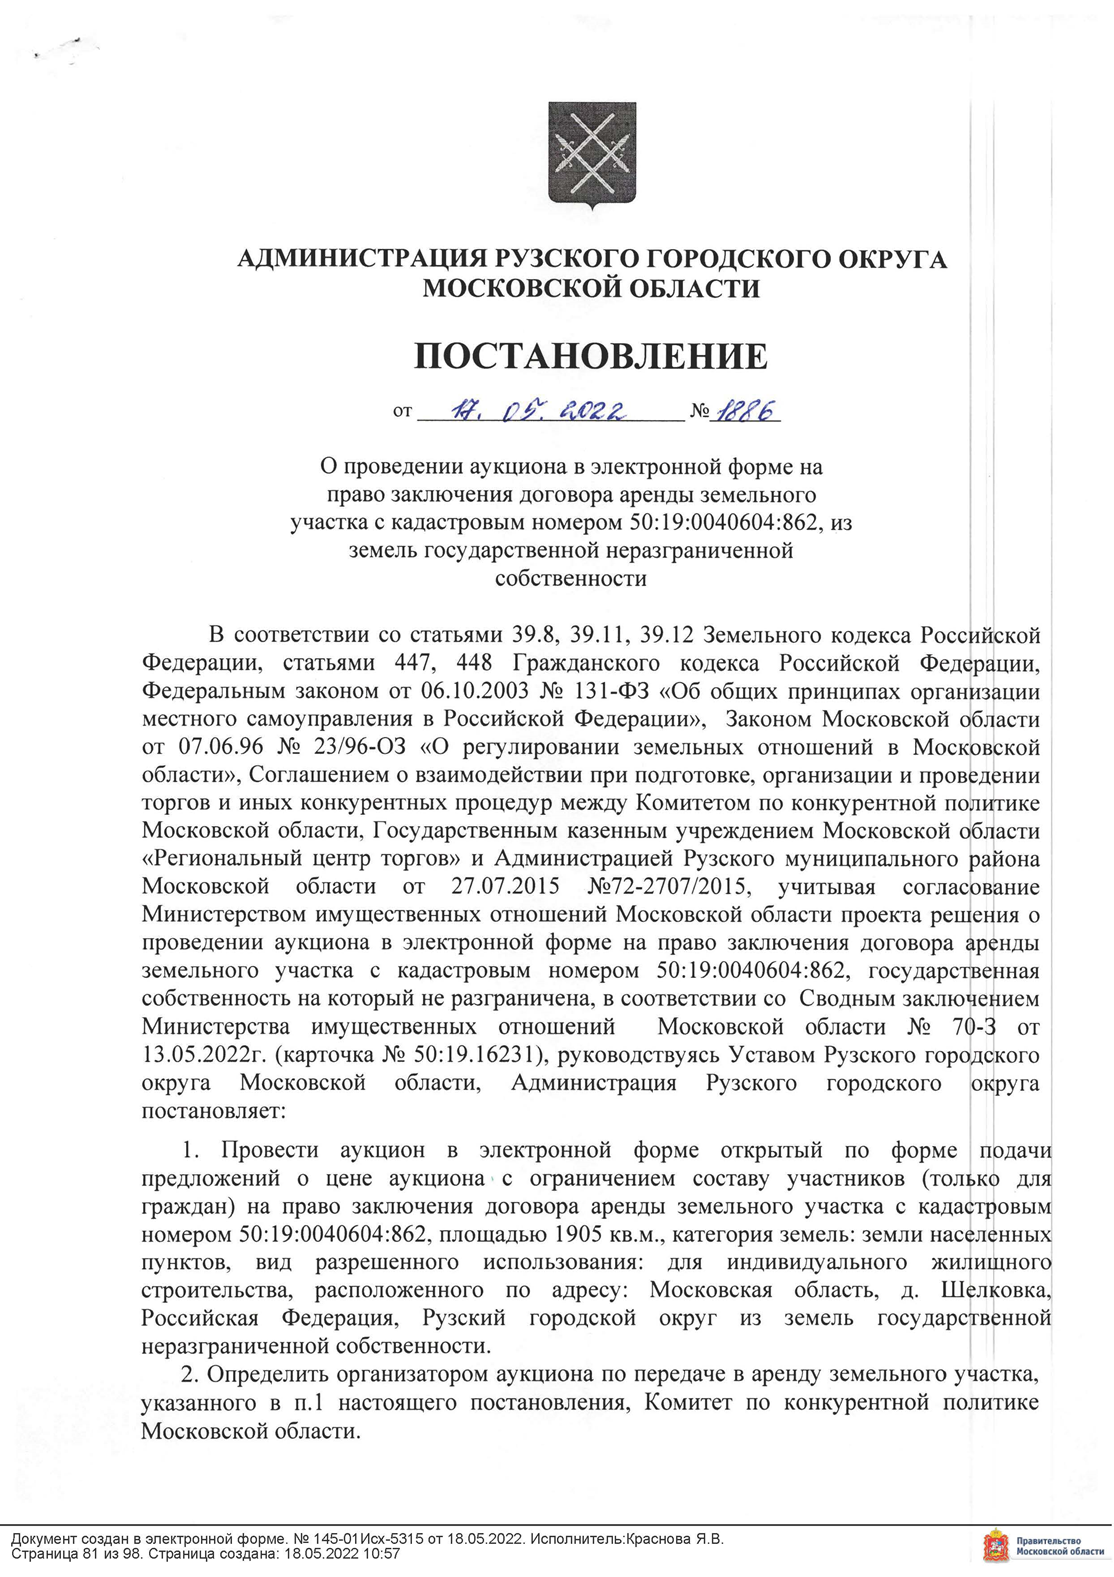 АДМИНИСТРАЦИЯ РУЗСКОГО ГОРОДСКОГО ОКРУГА
МОСКОВСКОЙ ОБЛАСТИ
ПОСТАНОВЛЕНИЕ
от 17. 05. 2022 № 1886
О проведении аукциона в электронной форме на
право заключения договора аренды земельного
участка с кадастровым номером 50:19:0040604:862, из
земель государственной неразграниченной
собственности
В соответствии со статьями 39.8, 39.11, 39.12 Земельного кодекса Российской
Федерации, статьями 447, 448 Гражданского кодекса Российской Федерации,
Федеральным законом от 06.10.2003 № 131-ФЗ «Об общих принципах организации
местного самоуправления в Российской Федерации», Законом Московской области
от 07.06.96 № 23/96-ОЗ «О регулировании земельных отношений в Московской
области», Соглашением о взаимодействии при подготовке, организации и проведении
торгов и иных конкурентных процедур между Комитетом по конкурентной политике
Московской области, Государственным казенным учреждением Московской области
«Региональный центр торгов» и Администрацией Рузского муниципального района
Московской области от 27.07.2015 №72-2707/2015, учитывая согласование
Министерством имущественных отношений Московской области проекта решения о
проведении аукциона в электронной форме на право заключения договора аренды
земельного участка с кадастровым номером 50:19:0040604:862, государственная
собственность на который не разграничена, в соответствии со Сводным заключением
Министерства имущественных отношений Московской области № 70-З от
13.05.2022г. (карточка № 50:19.16231), руководствуясь Уставом Рузского городского
округа Московской области, Администрация Рузского городского округа
постановляет:
1. Провести аукцион в электронной форме открытый по форме подачи
предложений о цене аукциона с ограничением составу участников (только для
граждан) на право заключения договора аренды земельного участка с кадастровым
номером 50:19:0040604:862, площадью 1905 кв.м., категория земель: земли населенных
пунктов, вид разрешенного использования: для индивидуального жилищного
строительства, расположенного по адресу: Московская область, д. Шелковка,
Российская Федерация, Рузский городской округ из земель государственной
неразграниченной собственности.
2. Определить организатором аукциона по передаче в аренду земельного участка,
указанного в п.1 настоящего постановления, Комитет по конкурентной политике
Московской области.
Документ создан в электронной форме. № 145-01Исх-5315 от 18.05.2022. Исполнитель:Краснова Я.В.
Страница 81 из 98. Страница создана: 18.05.2022 10:57
Правительство
Московской области